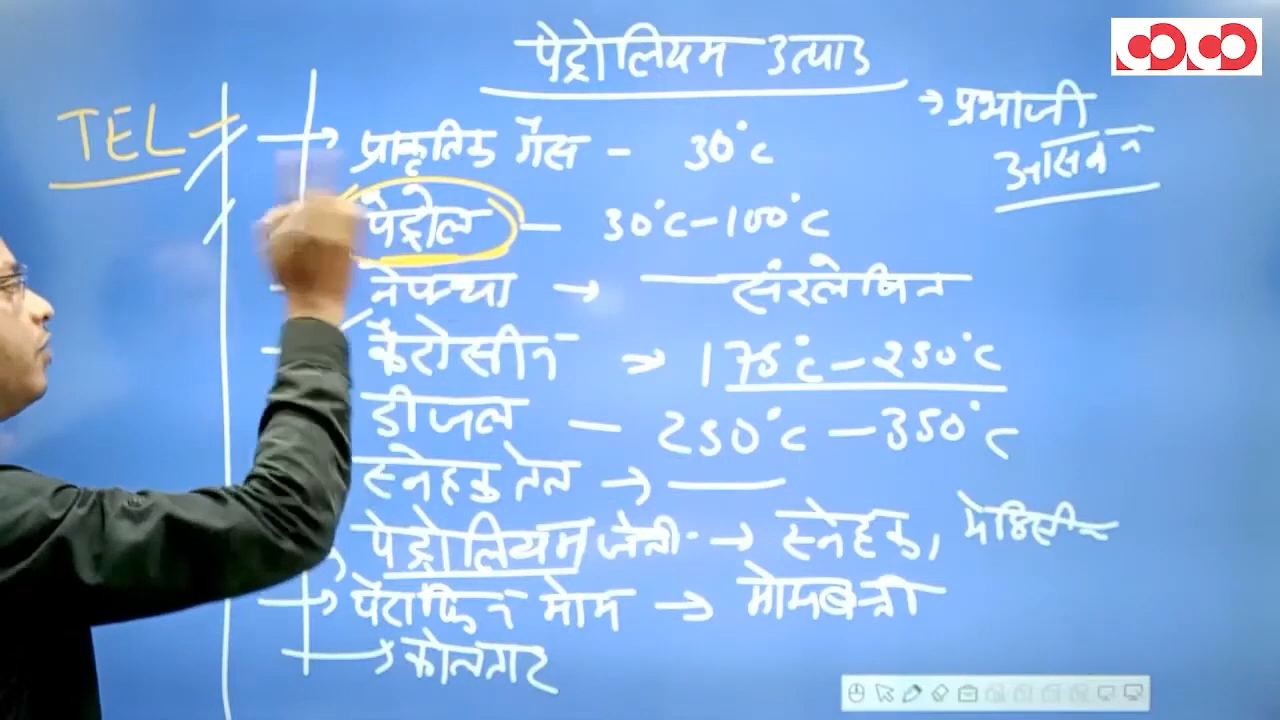 पेट्रोलियम उत्पाद
→ प्रभाजी
आसवन
TEL
→ प्राकृतिक गैस - 30°c
पेट्रोल - 30°c-100°c
नेफ्था → संश्लेषित
कैरोसीन → 175°c-250°c
डीजल - 250°c-350°c
स्नेहक तेल →
पेट्रोलियम जेली → स्नेहक, मेडिसीन
→ पैराफिन मोम → मोमबत्ती
→ कोलतार